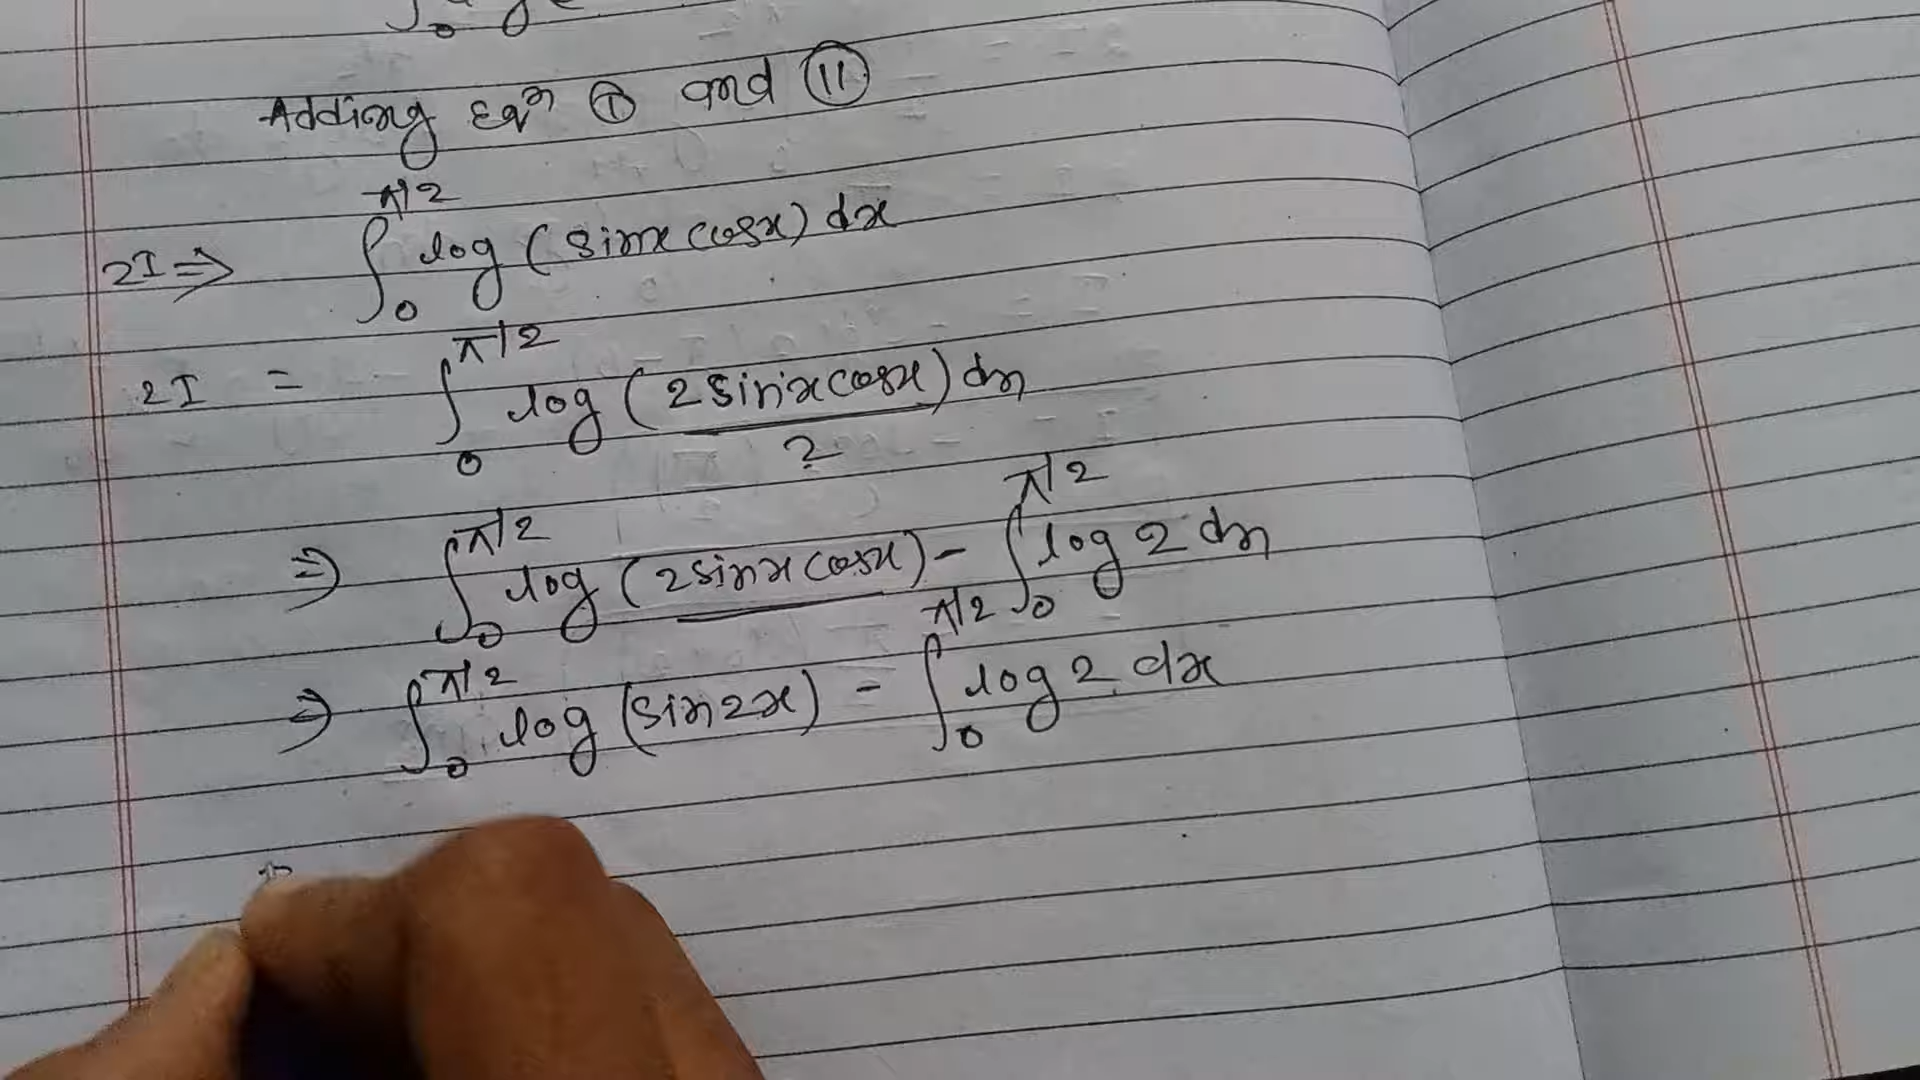 Adding Eqⁿ Ⓘ and ⑪
2I ⇒ ∫₀^π/2 log (sinx cosx) dx
2I = ∫₀^π/2 log (2sinxcosx) dx
2
⇒ ∫₀^π/2 log (2sinxcosx) - ∫₀^π/2 log 2 dx
⇒ ∫₀^π/2 log (sin2x) - ∫₀^π/2 log 2 dx